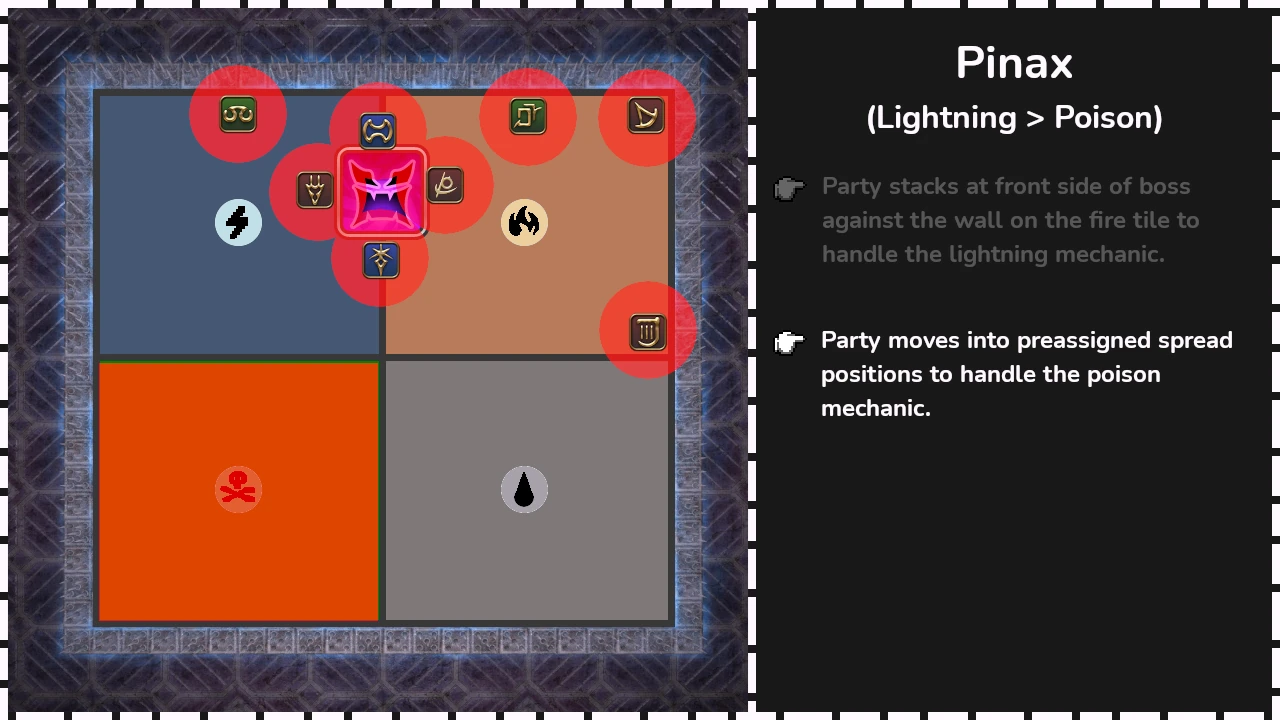 Pinax
(Lightning > Poison)
Party stacks at front side of boss
against the wall on the fire tile to
handle the lightning mechanic.
Party moves into preassigned spread
positions to handle the poison
mechanic.